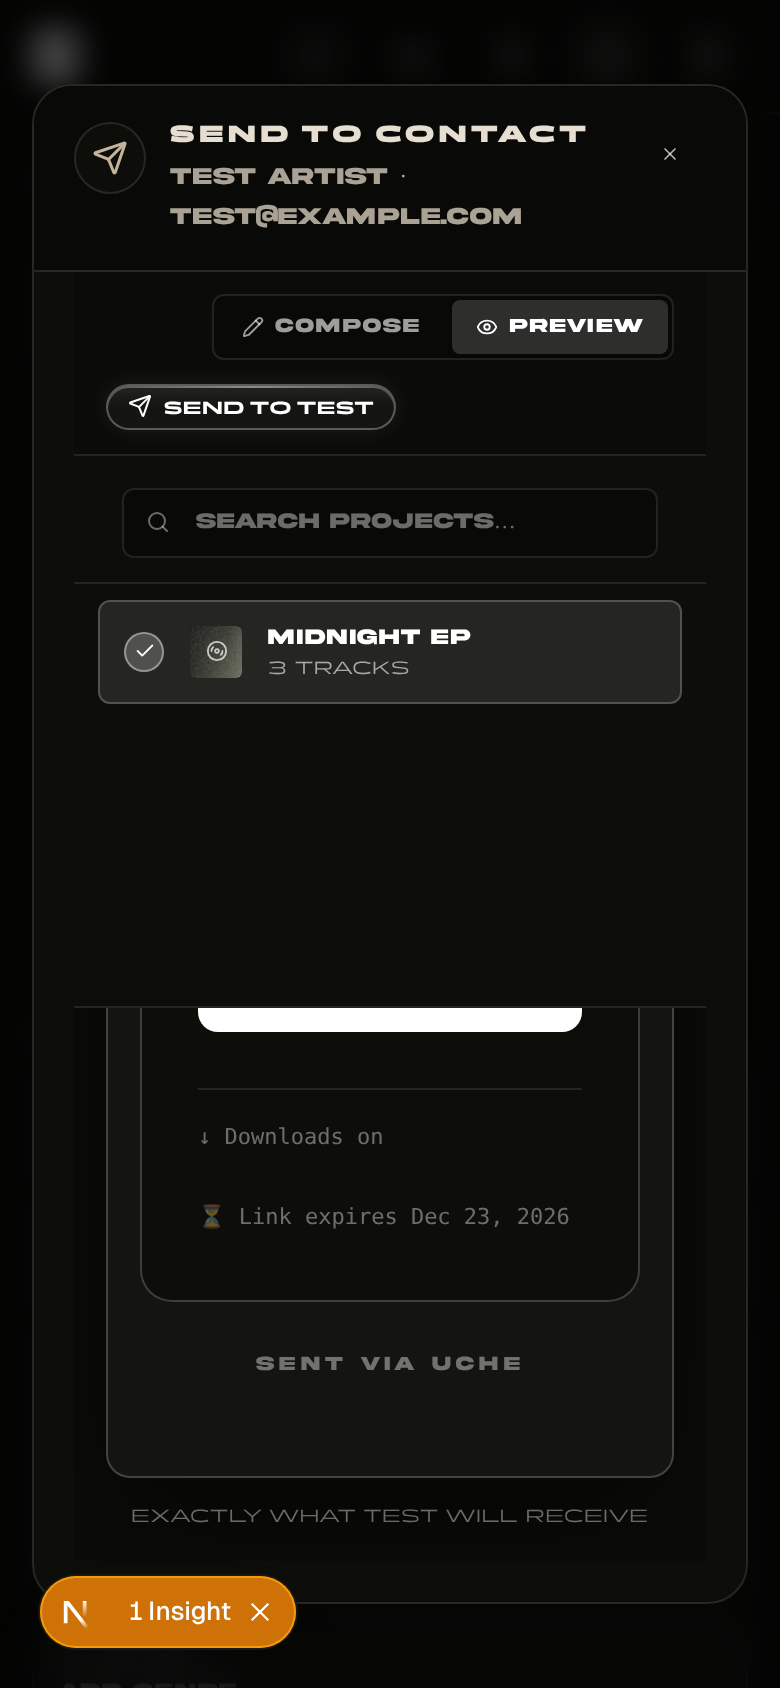 SEND TO CONTACT
TEST ARTIST ·
TEST@EXAMPLE.COM
COMPOSE
PREVIEW
SEND TO TEST
SEARCH PROJECTS...
MIDNIGHT EP
3 TRACKS
↓ Downloads on
⏳ Link expires Dec 23, 2026
SENT VIA UCHE
EXACTLY WHAT TEST WILL RECEIVE
N 1 Insight